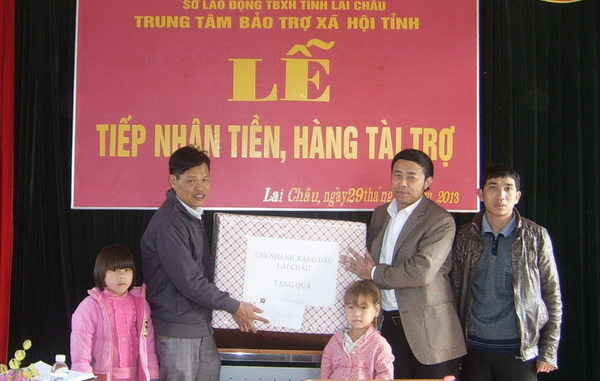 SỞ LAO ĐỘNG TBXH TỈNH LAI CHÂU
TRUNG TÂM BẢO TRỢ XÃ HỘI TỈNH
LỄ
TIẾP NHẬN TIỀN, HÀNG TÀI TRỢ
Lai Châu, ngày 29 thán m 2013
CHI NHÁNH XĂNG DẦU
LAI CHÂU
TẶNG QUÀ